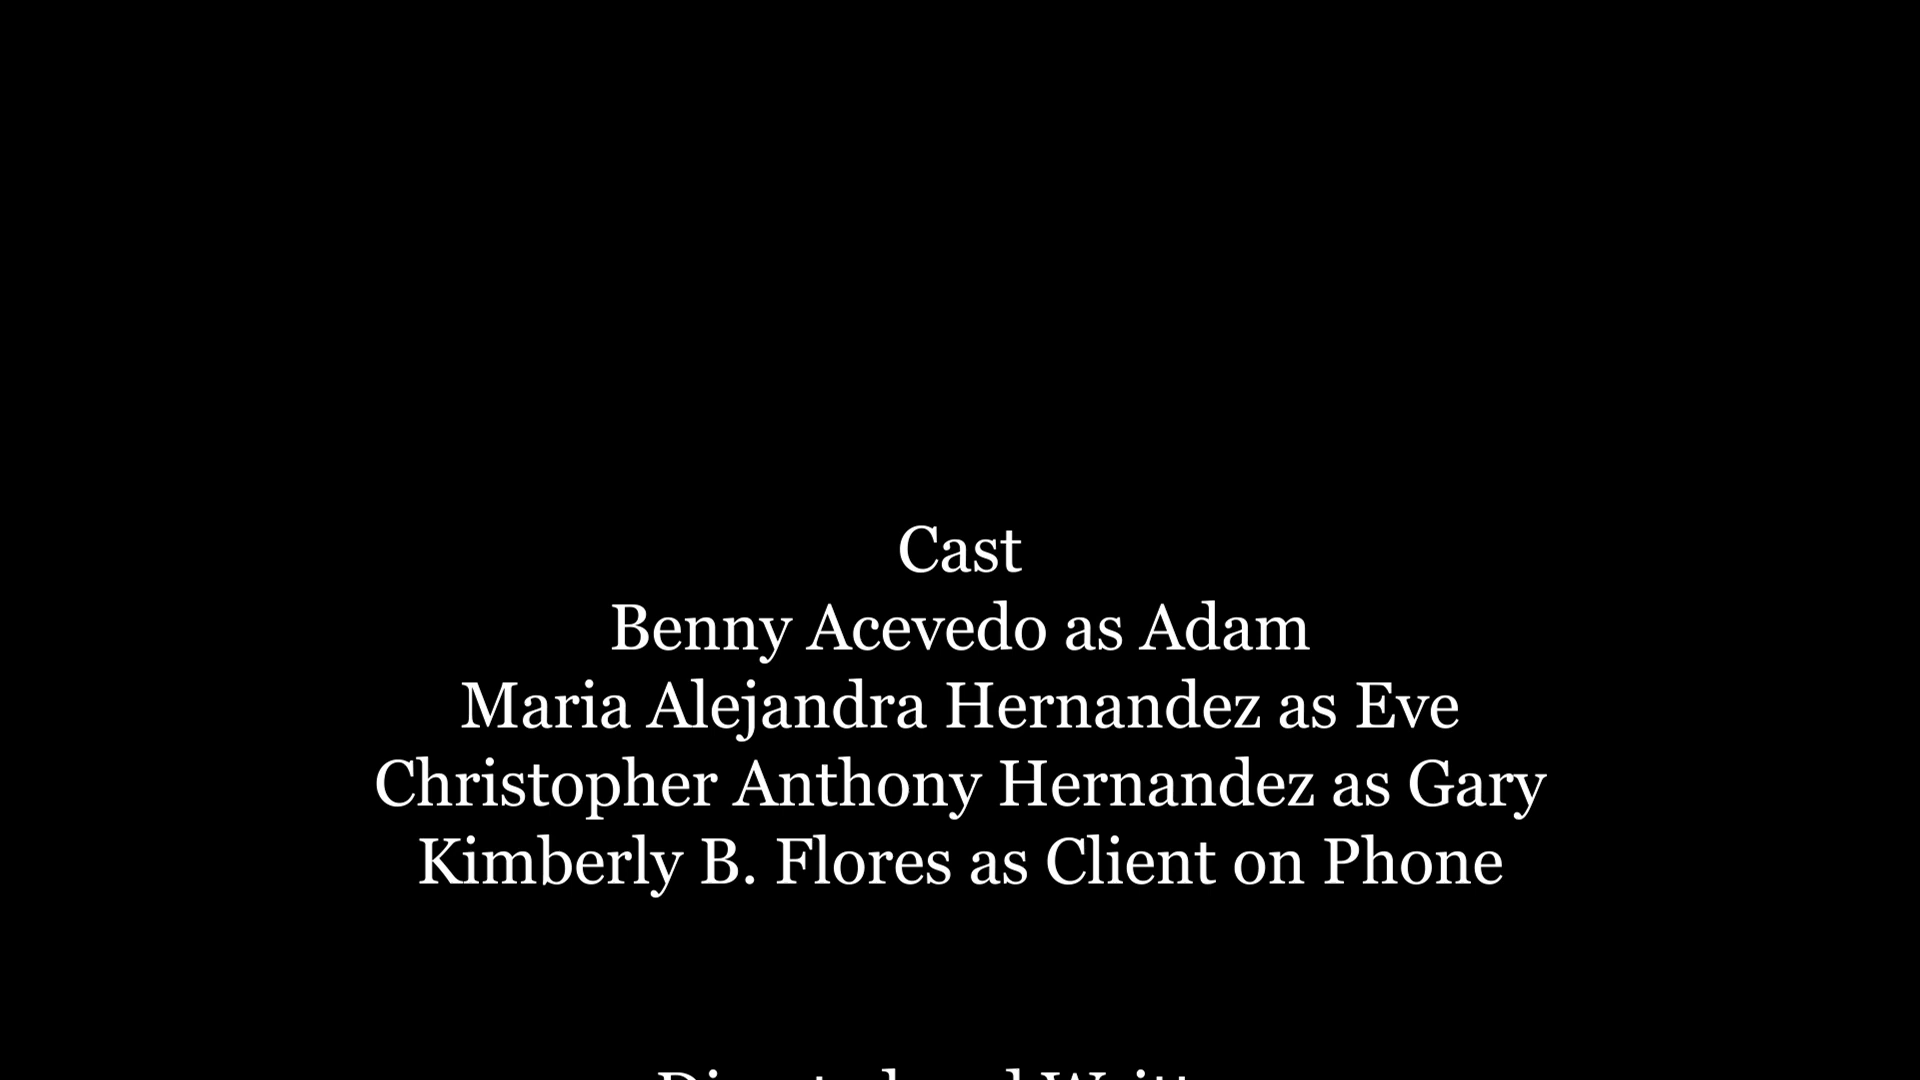 Cast
Benny Acevedo as Adam
Maria Alejandra Hernandez as Eve
Christopher Anthony Hernandez as Gary
Kimberly B. Flores as Client on Phone